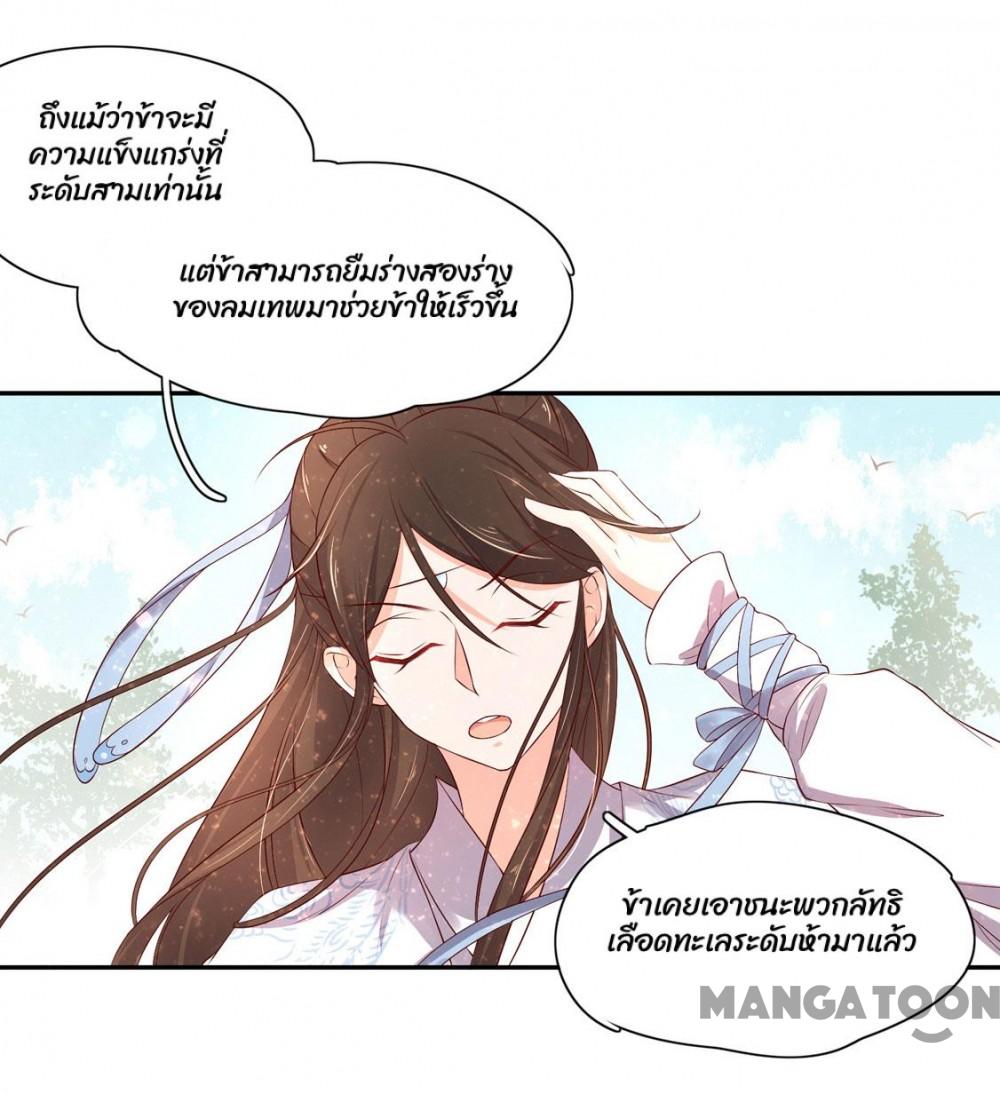 ถึงแม้ว่าข้าจะมี
ความแข็งแกร่งที่
ระดับสามเท่านั้น
แต่ข้าสามารถยืมร่างสองร่าง
ของลมเทพมาช่วยข้าให้เร็วขึ้น
ข้าเคยเอาชนะพวกลัทธิ
เลือดทะเลระดับห้ามาแล้ว
MANGATOON